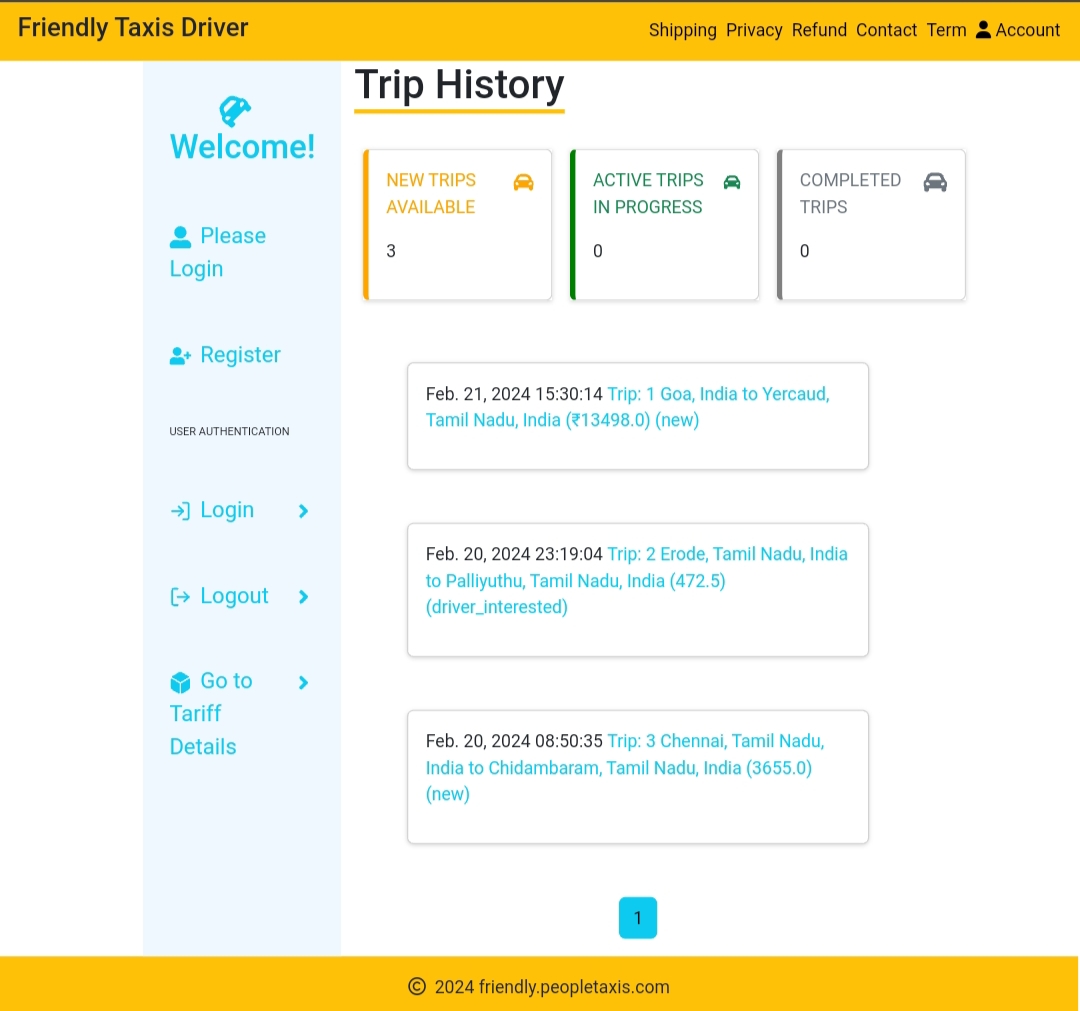 Friendly Taxis Driver
Shipping Privacy Refund Contact Term Account
Welcome!
Please
Login
Register
USER AUTHENTICATION
Login
Logout
Go to
Tariff
Details
Trip History
NEW TRIPS
AVAILABLE
3
ACTIVE TRIPS
IN PROGRESS
0
COMPLETED
TRIPS
0
Feb. 21, 2024 15:30:14 Trip: 1 Goa, India to Yercaud,
Tamil Nadu, India (₹13498.0) (new)
Feb. 20, 2024 23:19:04 Trip: 2 Erode, Tamil Nadu, India
to Palliyuthu, Tamil Nadu, India (472.5)
(driver_interested)
Feb. 20, 2024 08:50:35 Trip: 3 Chennai, Tamil Nadu,
India to Chidambaram, Tamil Nadu, India (3655.0)
(new)
1
© 2024 friendly.peopletaxis.com